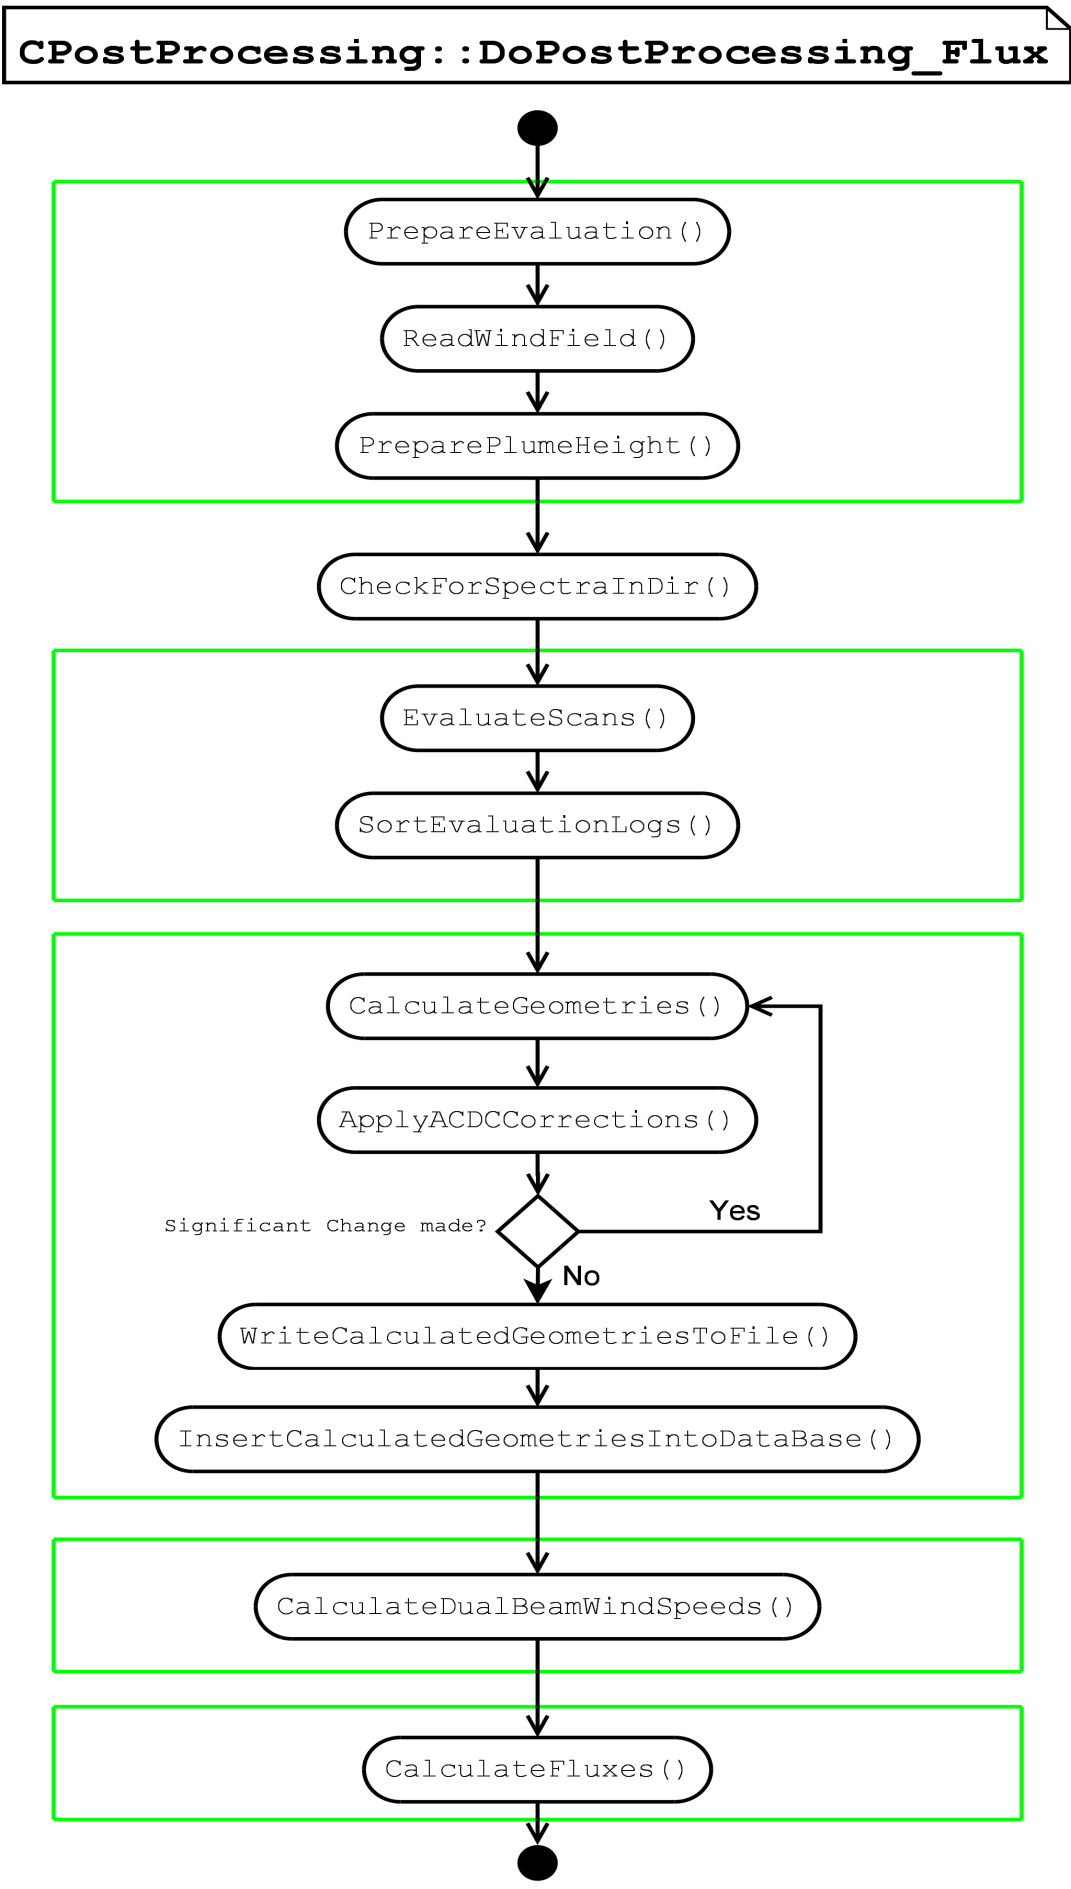 CPostProcessing::DoPostProcessing_Flux
PrepareEvaluation()
ReadWindField()
PreparePlumeHeight()
CheckForSpectraInDir()
EvaluateScans()
SortEvaluationLogs()
CalculateGeometries()
ApplyACDCCorrections()
Significant Change made?
Yes
No
WriteCalculatedGeometriesToFile()
InsertCalculatedGeometriesIntoDataBase()
CalculateDualBeamWindSpeeds()
CalculateFluxes()